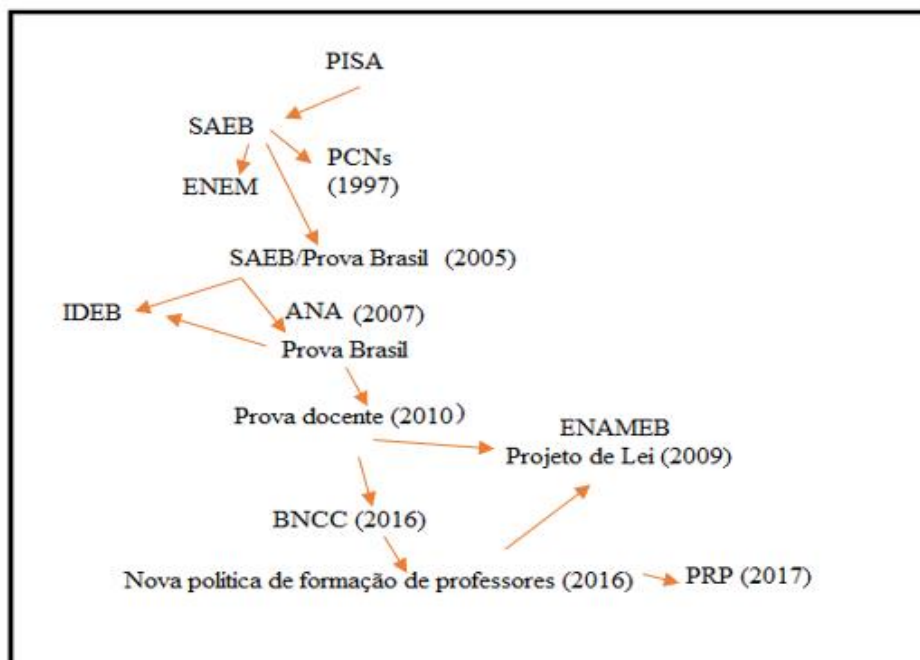 PISA
SAEB
PCNs
(1997)
ENEM
SAEB/Prova Brasil (2005)
IDEB
ANA (2007)
Prova Brasil
Prova docente (2010)
ENAMEB
Projeto de Lei (2009)
BNCC (2016)
Nova política de formação de professores (2016)
PRP (2017)